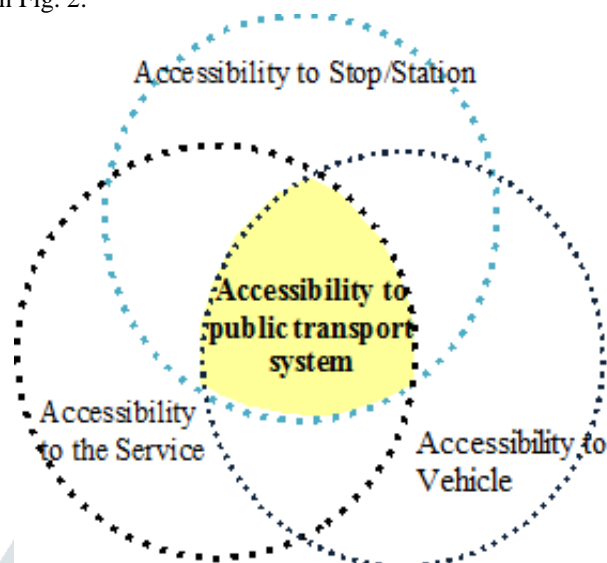 n Fig. 2.
Accessibility to Stop/Station
Accessibility to
public transport
system
Accessibility
to the Service
Accessibility to
Vehicle